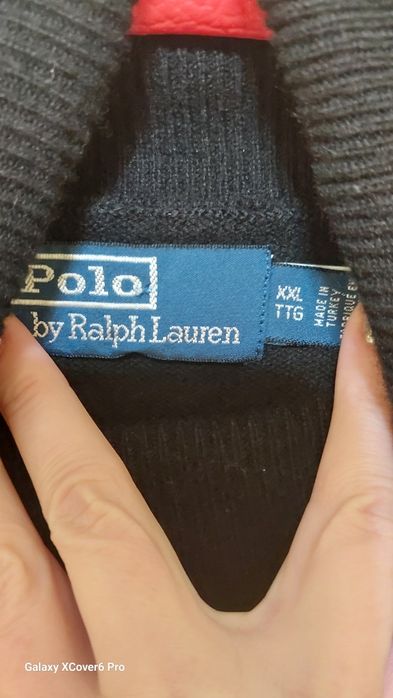 Polo
by Ralph Lauren
XXL
TTG
MADE IN
TURKEY
Galaxy XCover6 Pro